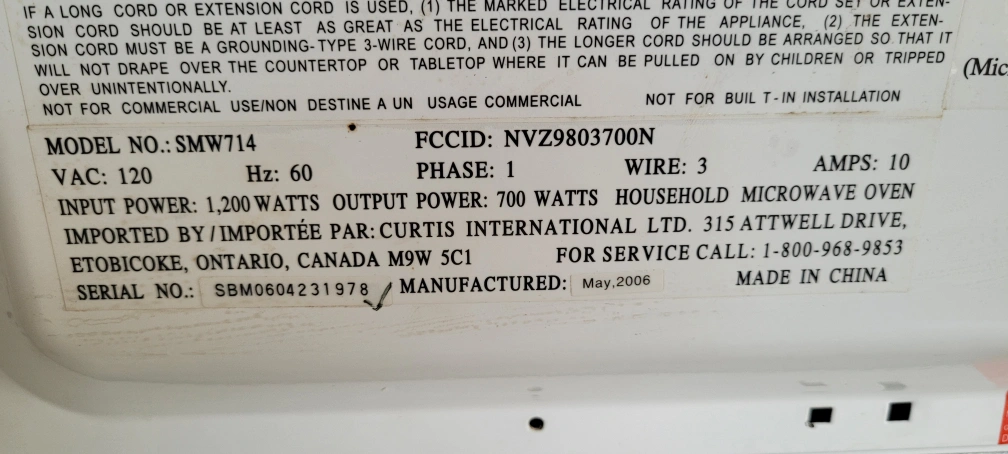 IF A LONG CORD OR EXTENSION CORD IS USED, (1) THE MARKED ELECTRICAL RATING OF THE CORD SET OR EXTEN-
SION CORD SHOULD BE AT LEAST AS GREAT AS THE ELECTRICAL RATING OF THE APPLIANCE, (2) THE EXTEN-
SION CORD MUST BE A GROUNDING-TYPE 3-WIRE CORD, AND (3) THE LONGER CORD SHOULD BE ARRANGED SO THAT IT
WILL NOT DRAPE OVER THE COUNTERTOP OR TABLETOP WHERE IT CAN BE PULLED ON BY CHILDREN OR TRIPPED
OVER UNINTENTIONALLY.
(Mic
NOT FOR COMMERCIAL USE/NON DESTINE A UN USAGE COMMERCIAL NOT FOR BUIL T-IN INSTALLATION
MODEL NO.: SMW714 FCCID: NVZ9803700N
VAC: 120 Hz: 60 PHASE: 1 WIRE: 3 AMPS: 10
INPUT POWER: 1,200 WATTS OUTPUT POWER: 700 WATTS HOUSEHOLD MICROWAVE OVEN
IMPORTED BY / IMPORTÉE PAR: CURTIS INTERNATIONAL LTD. 315 ATTWELL DRIVE,
ETOBICOKE, ONTARIO, CANADA M9W 5C1 FOR SERVICE CALL: 1-800-968-9853
SERIAL NO.: SBM0604231978 MANUFACTURED: May,2006 MADE IN CHINA